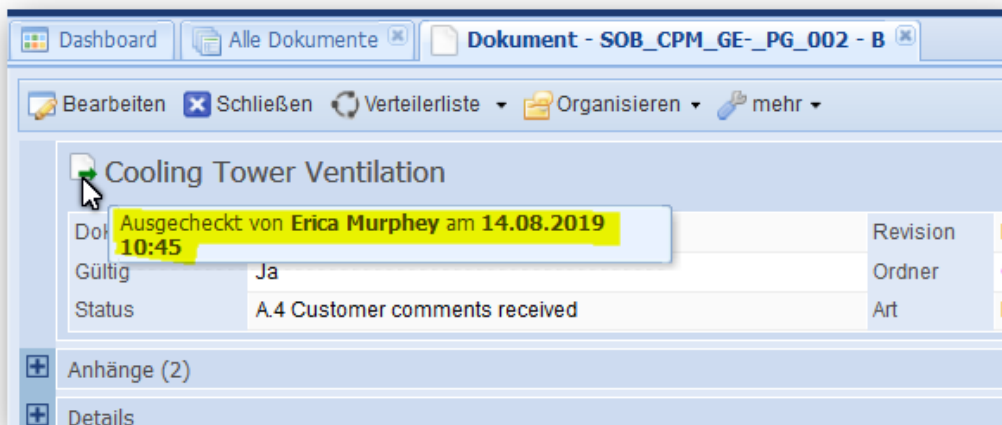 Dashboard Alle Dokumente Dokument - SOB_CPM_GE-_PG_002 - B
Bearbeiten Schließen Verteilerliste Organisieren mehr
Cooling Tower Ventilation
Ausgecheckt von Erica Murphey am 14.08.2019
10:45
Revision
Gültig Ja Ordner
Status A.4 Customer comments received Art
Anhänge (2)
Details